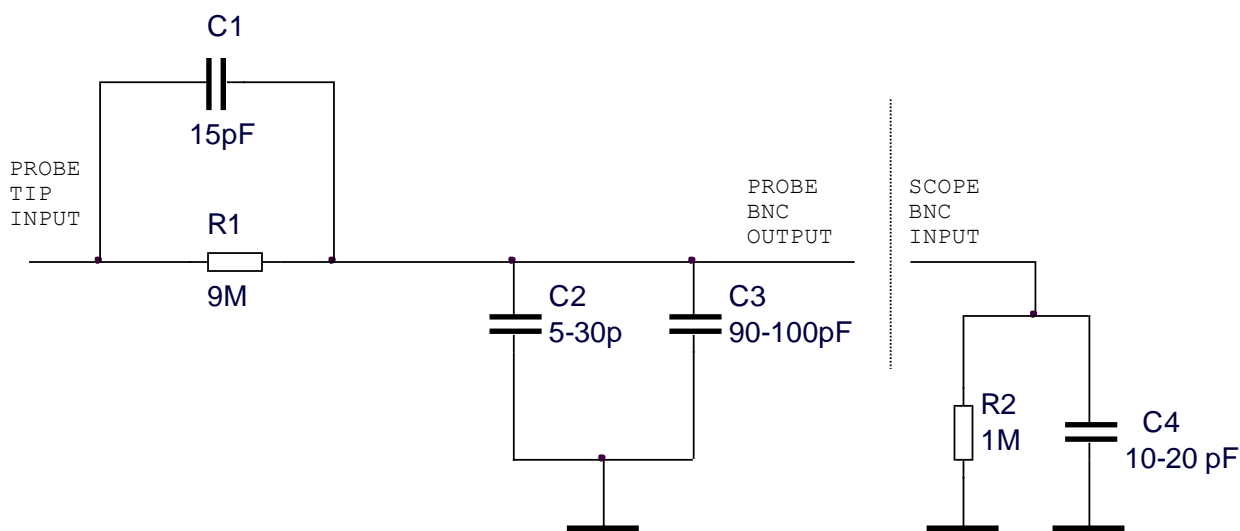 C1
15pF
PROBE
TIP
INPUT
R1
9M
PROBE
BNC
OUTPUT
SCOPE
BNC
INPUT
C2
5-30p
C3
90-100pF
R2
1M
C4
10-20 pF